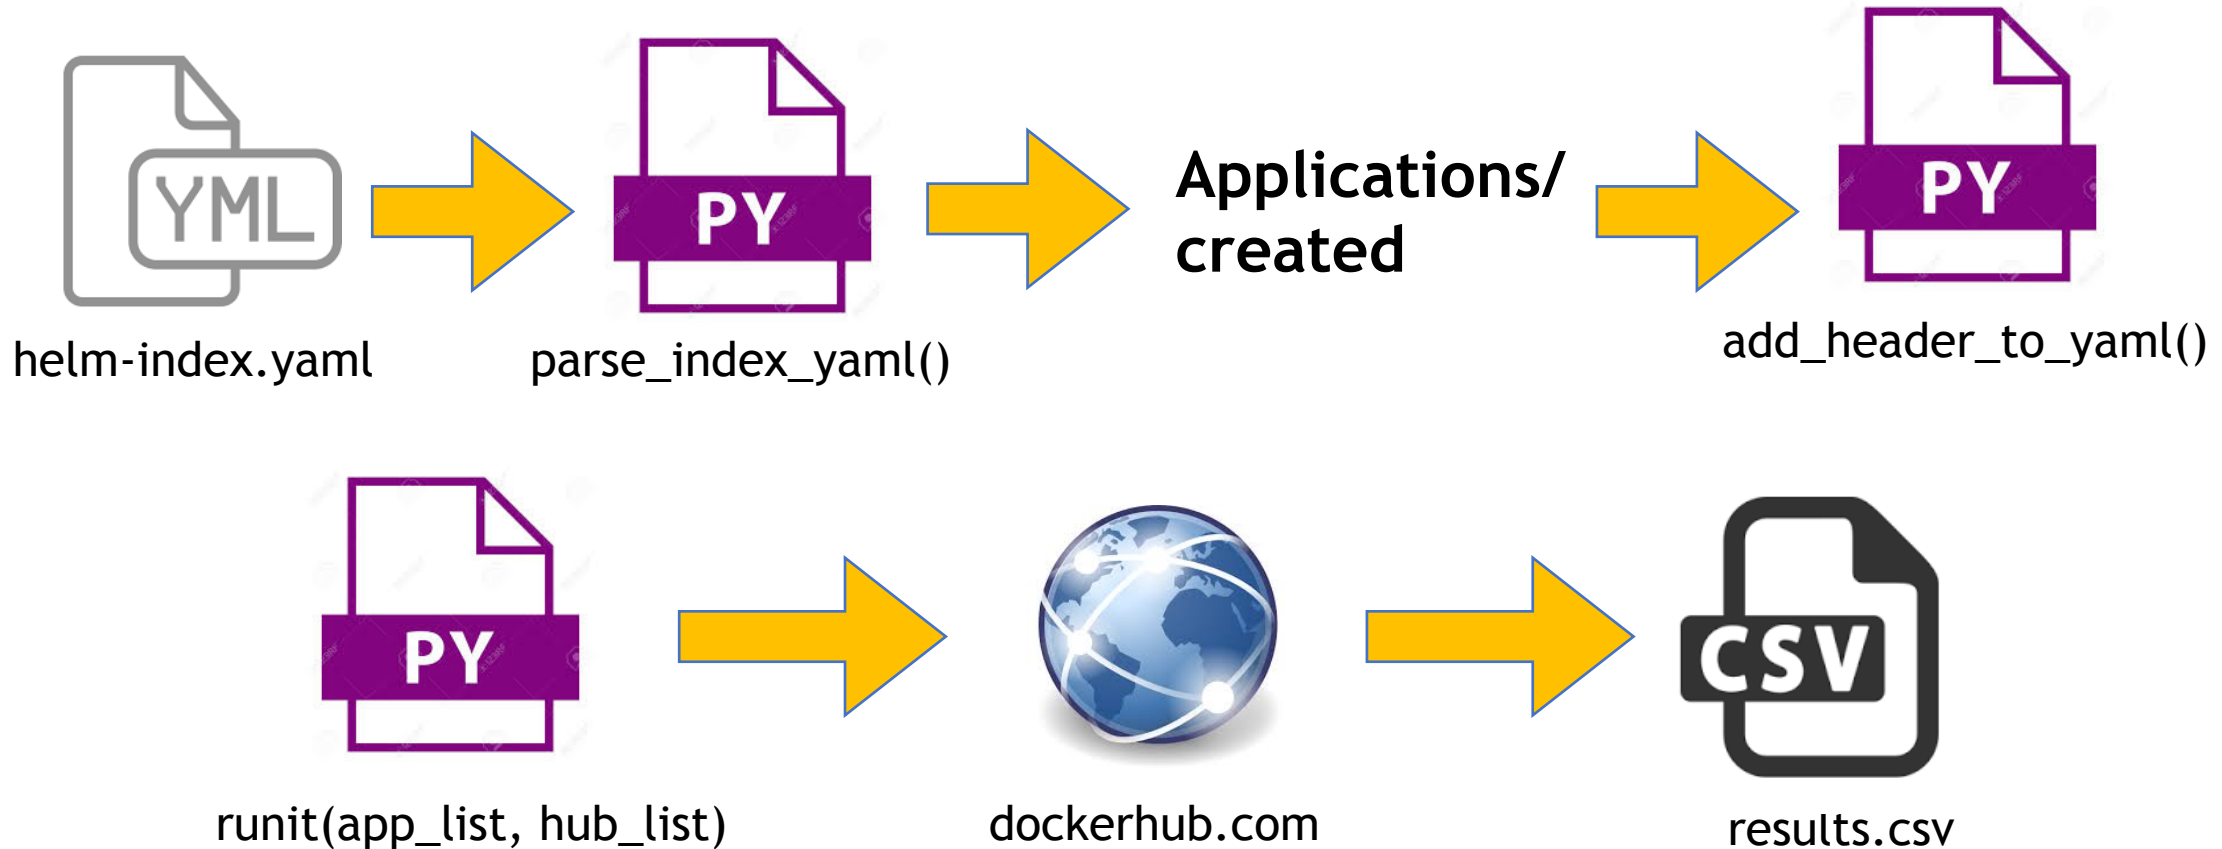 YML
PY
Applications/
created
PY
helm-index.yaml
parse_index_yaml()
add_header_to_yaml()
PY
CSV
runit(app_list, hub_list)
dockerhub.com
results.csv